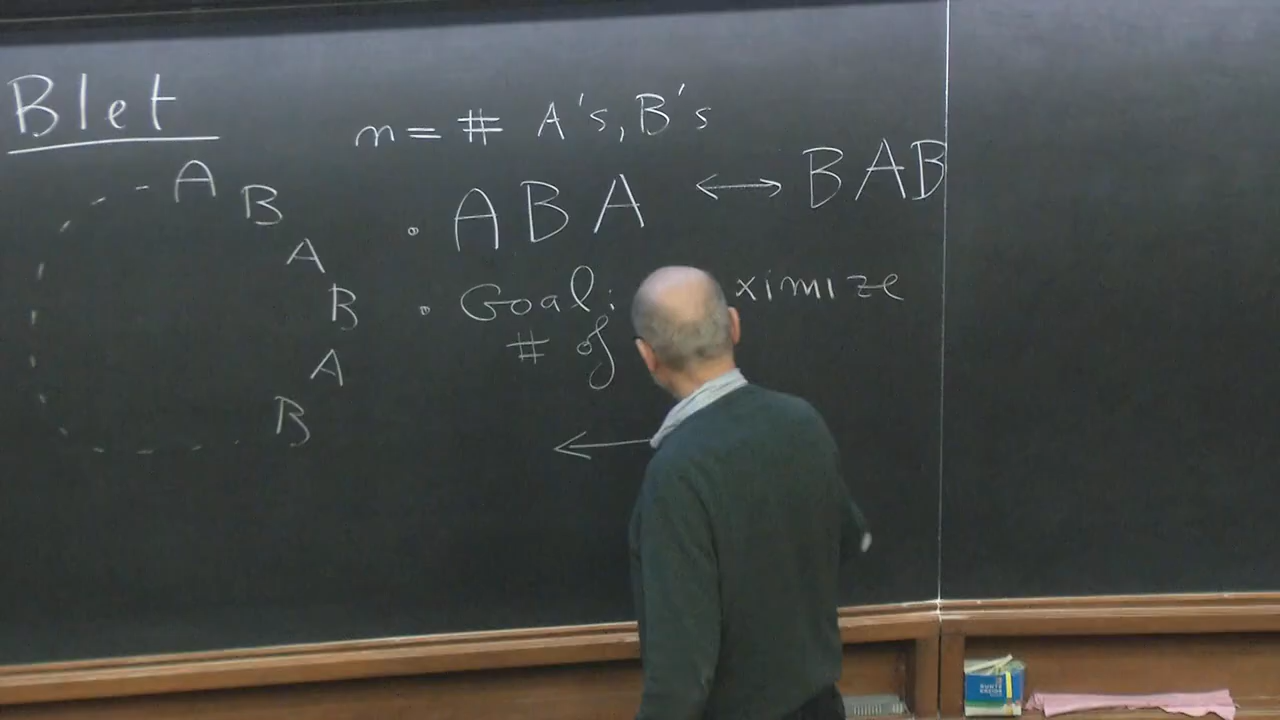 Blet
n = # A's, B's
A B A B A B
• ABA ↔ BAB
• Goal: ximize
# of
←